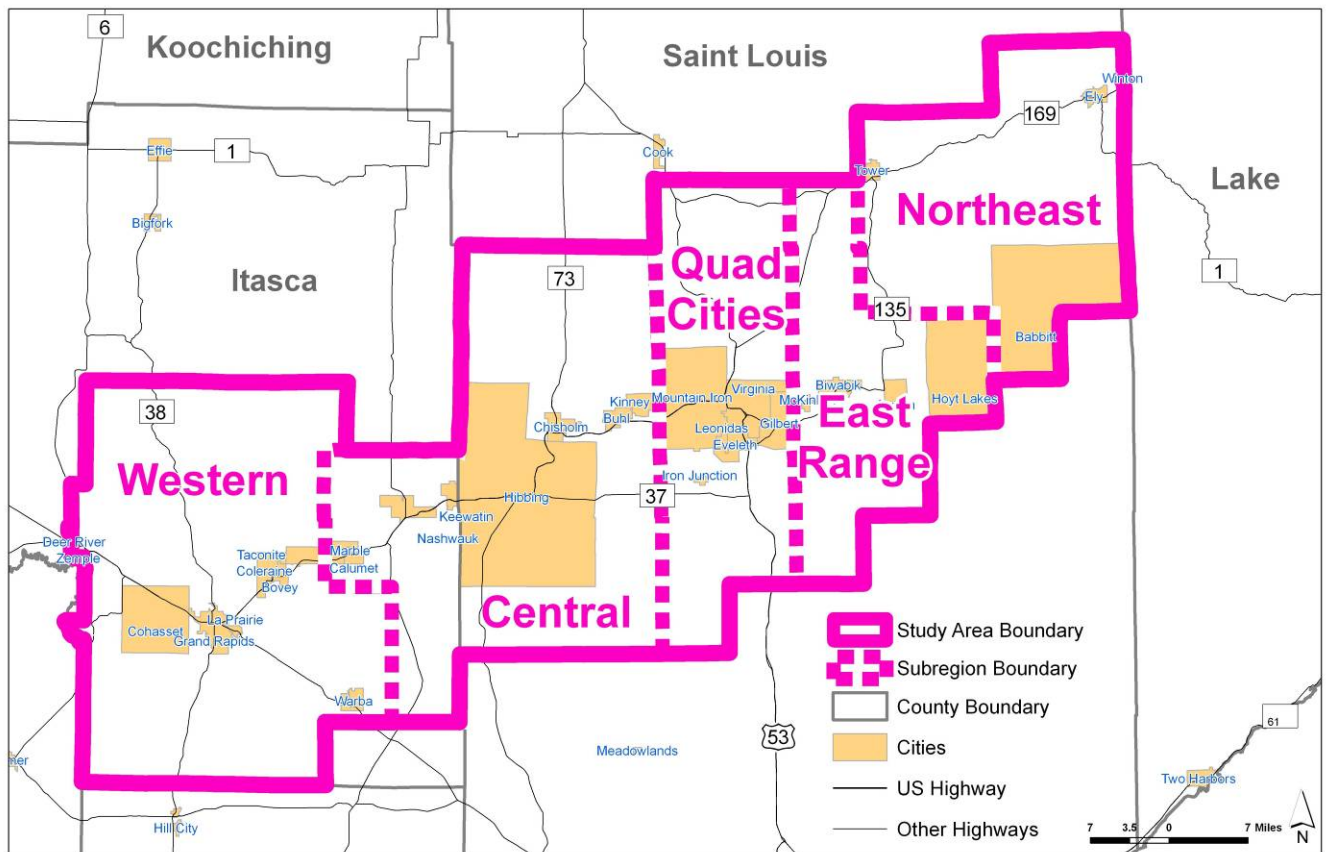 6
Koochiching
Saint Louis
Winton
Ely
169
Effie
1
Cook
Tower
Lake
Northeast
Bigfork
Quad
Cities
Itasca
73
1
135
Babbitt
38
Western
Kinney
Buhl
Chisholm
Mountain Iron
Virginia
Leonidas
Eveleth
Gilbert
Biwabik
Hoyt Lakes
East
Range
Iron Junction
37
Hibbing
Keewatin
Nashwauk
Deer River
Zemple
Taconite
Coleraine
Bovey
Marble
Calumet
Central
La Prairie
Cohasset
Grand Rapids
Warba
Study Area Boundary
Subregion Boundary
County Boundary
Cities
US Highway
Other Highways
53
Meadowlands
61
Two Harbors
Hill City
7 3.5 0 7 Miles
N